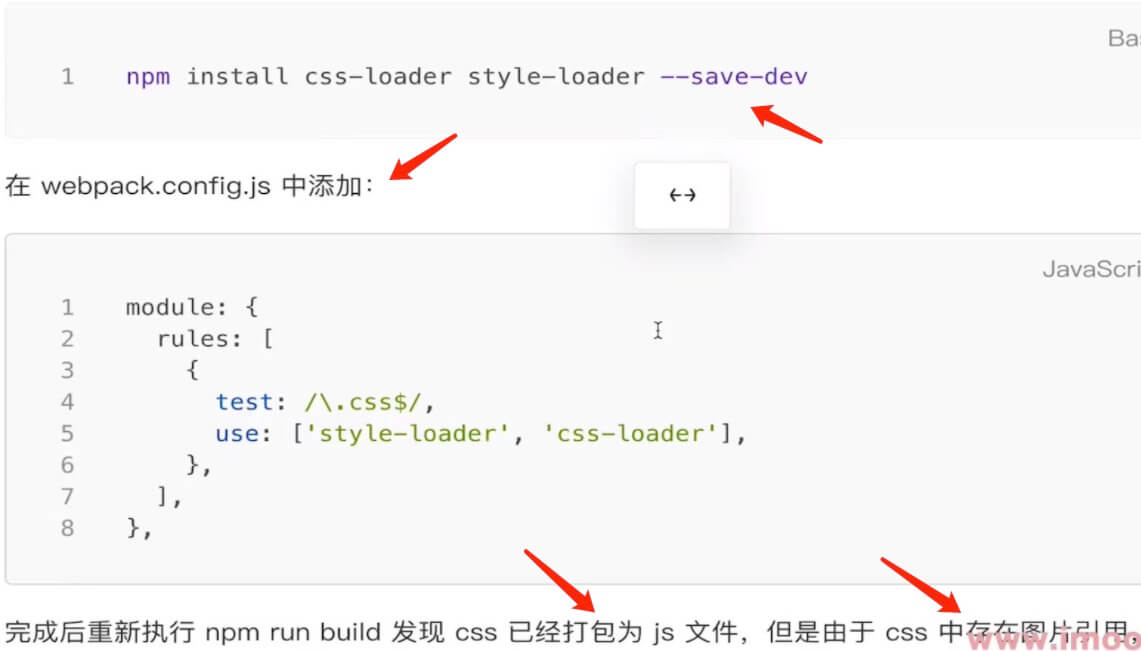 Bas
1 npm install css-loader style-loader --save-dev
在 webpack.config.js 中添加：
JavaScri
1 module: {
2 rules: [
3 {
4 test: /\.css$/,
5 use: ['style-loader', 'css-loader'],
6 },
7 ],
8 },
完成后重新执行 npm run build 发现 css 已经打包为 js 文件，但是由于 css 中存在图片引用，
www.imoo